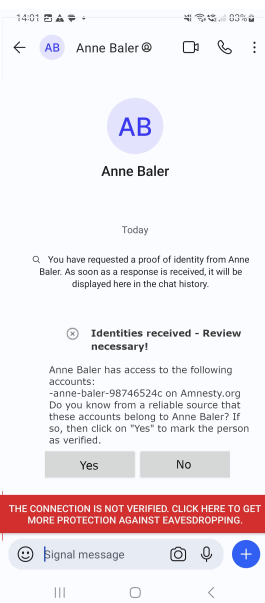 14:01 83%
AB Anne Baler
AB
Anne Baler
Today
You have requested a proof of identity from Anne
Baler. As soon as a response is received, it will be
displayed here in the chat history.
Identities received - Review
necessary!
Anne Baler has access to the following
accounts:
-anne-baler-98746524c on Amnesty.org
Do you know from a reliable source that
these accounts belong to Anne Baler? If
so, then click on "Yes" to mark the person
as verified.
Yes No
THE CONNECTION IS NOT VERIFIED. CLICK HERE TO GET
MORE PROTECTION AGAINST EAVESDROPPING.
Signal message